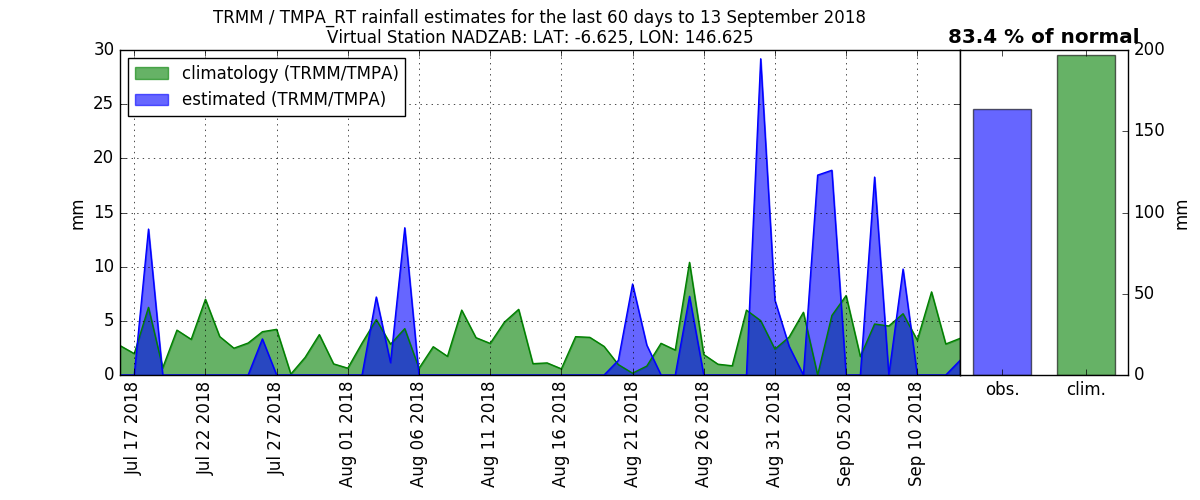 TRMM / TMPA_RT rainfall estimates for the last 60 days to 13 September 2018
Virtual Station NADZAB: LAT: -6.625, LON: 146.625
83.4 % of normal
climatology (TRMM/TMPA)
estimated (TRMM/TMPA)
30
25
20
15
10
5
0
mm
Jul 17 2018
Jul 22 2018
Jul 27 2018
Aug 01 2018
Aug 06 2018
Aug 11 2018
Aug 16 2018
Aug 21 2018
Aug 26 2018
Aug 31 2018
Sep 05 2018
Sep 10 2018
obs.
clim.
200
150
100
50
0
mm